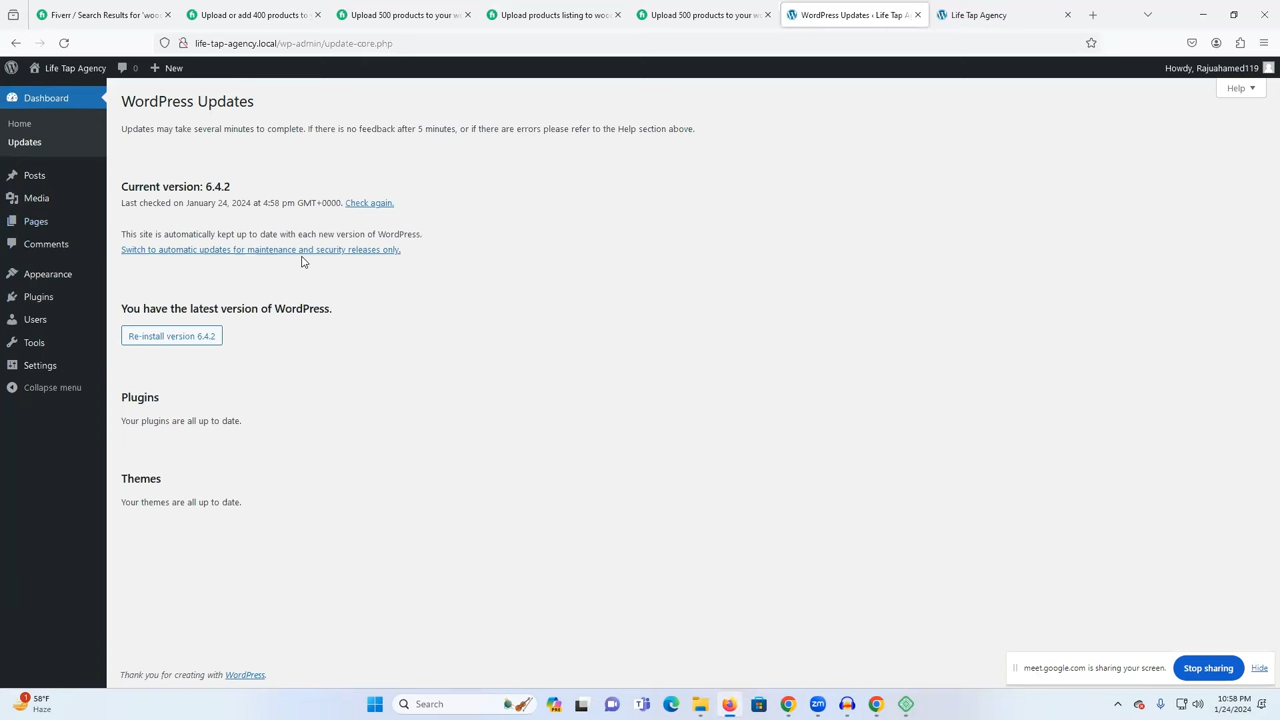 Fiverr / Search Results for 'woo
Upload or add 400 products to
Upload 500 products to your w
Upload products listing to woo
Upload 500 products to your w
WordPress Updates ‹ Life Tap A
Life Tap Agency
life-tap-agency.local/wp-admin/update-core.php
Life Tap Agency
0
New
Howdy, Rajuahamed119
Dashboard
Home
Updates
Posts
Media
Pages
Comments
Appearance
Plugins
Users
Tools
Settings
Collapse menu
Help
WordPress Updates
Updates may take several minutes to complete. If there is no feedback after 5 minutes, or if there are errors please refer to the Help section above.
Current version: 6.4.2
Last checked on January 24, 2024 at 4:58 pm GMT+0000. Check again.
This site is automatically kept up to date with each new version of WordPress.
Switch to automatic updates for maintenance and security releases only.
You have the latest version of WordPress.
Re-install version 6.4.2
Plugins
Your plugins are all up to date.
Themes
Your themes are all up to date.
Thank you for creating with WordPress.
meet.google.com is sharing your screen.
Stop sharing
Hide
1
58°F
Haze
Search
10:58 PM
1/24/2024